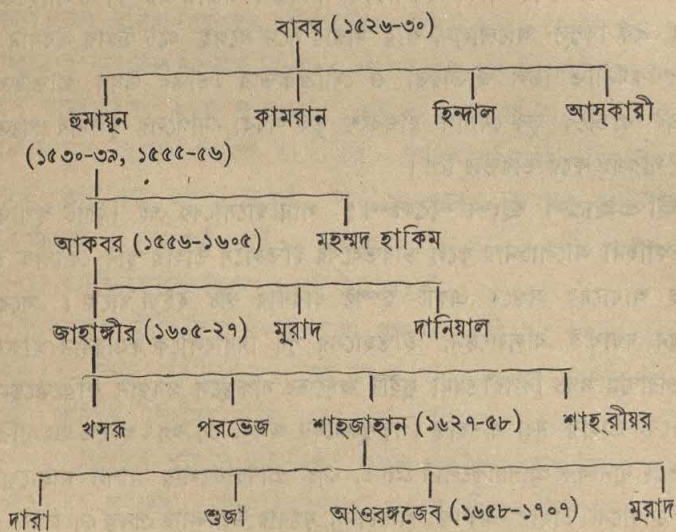 বাবর (১৫২৬-৩০)
হুমায়ুন কামরান হিন্দাল আস্‌কারী
(১৫৩০-৩৯, ১৫৫৫-৫৬)
আকবর (১৫৫৬-১৬০৫) মহম্মদ হাকিম
জাহাঙ্গীর (১৬০৫-২৭) মুরাদ দানিয়াল
খসরু পরভেজ শাহজাহান (১৬২৭-৫৮) শাহ্‌রীয়র
দারা শুজা আওরঙ্গজেব (১৬৫৮-১৭০৭) মুরাদ